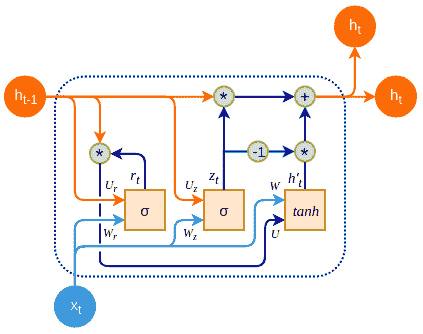 h_t
h_{t-1}
*
+
h_t
*
r_t
z_t
-1
*
h'_t
U_r
U_z
W
σ
σ
tanh
W_r
W_z
U
x_t